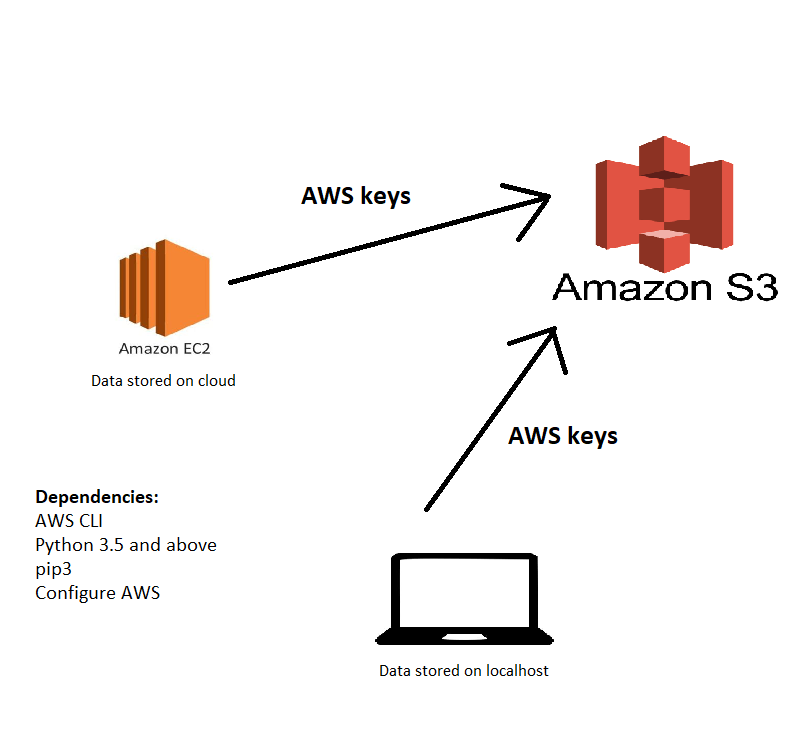 AWS keys
Amazon S3
Amazon EC2
Data stored on cloud
AWS keys
Dependencies:
AWS CLI
Python 3.5 and above
pip3
Configure AWS
Data stored on localhost